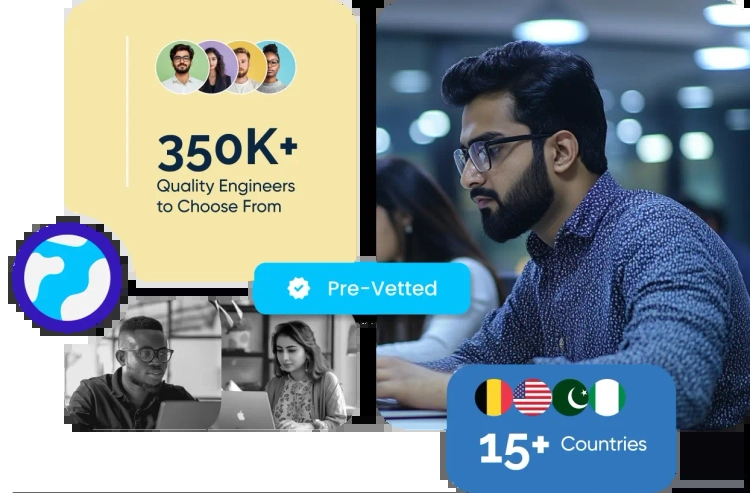 350K+
Quality Engineers
to Choose From
Pre-Vetted
15+ Countries